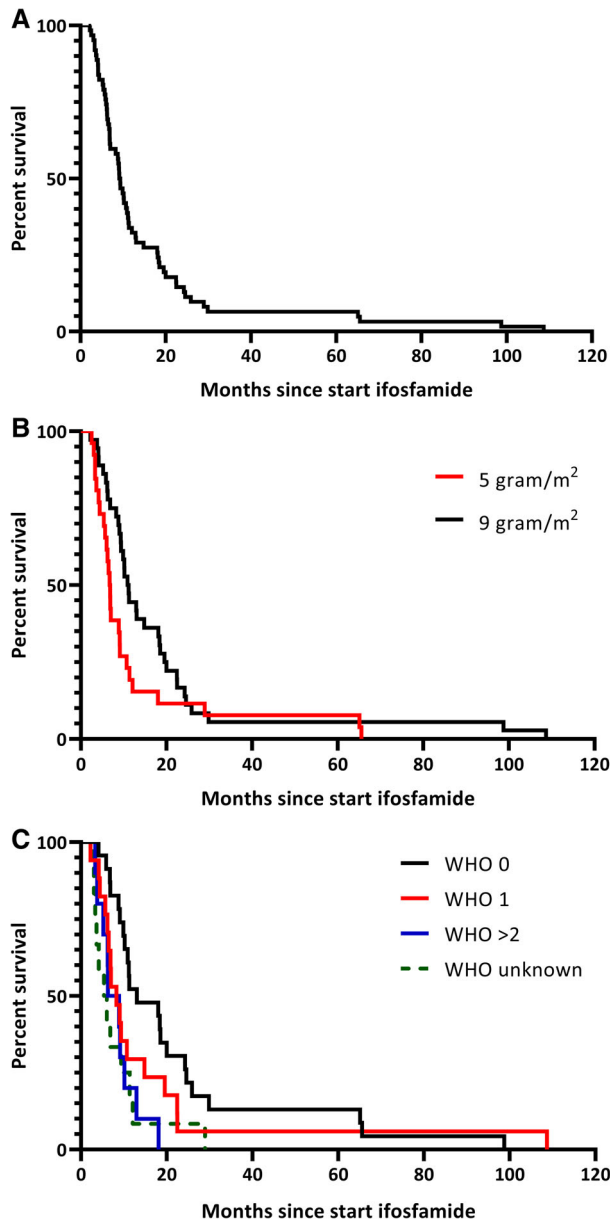 A
100
50
0
Percent survival
0 20 40 60 80 100 120
Months since start ifosfamide
B
100
50
0
Percent survival
5 gram/m²
9 gram/m²
0 20 40 60 80 100 120
Months since start ifosfamide
C
100
50
0
Percent survival
WHO 0
WHO 1
WHO >2
WHO unknown
0 20 40 60 80 100 120
Months since start ifosfamide